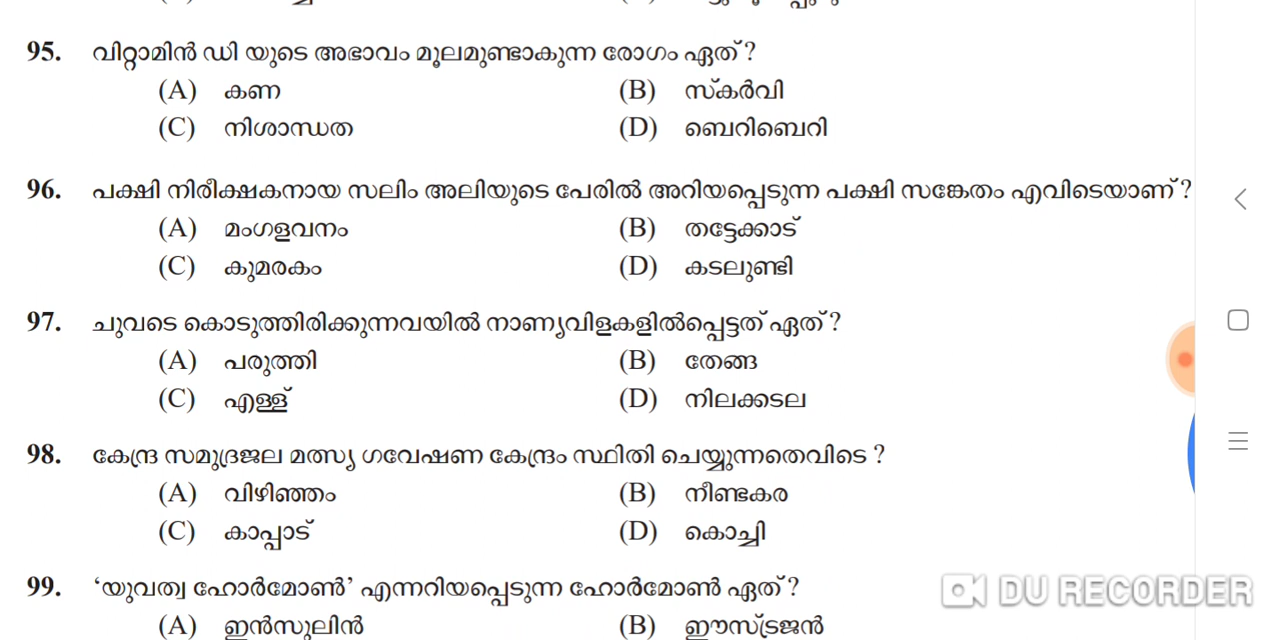 95. വിറ്റാമിൻ ഡി യുടെ അഭാവം മൂലമുണ്ടാകുന്ന രോഗം ഏത് ?
(A) കണ (B) സ്കർവി
(C) നിശാന്ധത (D) ബെറിബെറി
96. പക്ഷി നിരീക്ഷകനായ സലിം അലിയുടെ പേരിൽ അറിയപ്പെടുന്ന പക്ഷി സങ്കേതം എവിടെയാണ് ?
(A) മംഗളവനം (B) തട്ടേക്കാട്
(C) കുമരകം (D) കടലുണ്ടി
97. ചുവടെ കൊടുത്തിരിക്കുന്നവയിൽ നാണ്യവിളകളിൽപ്പെട്ടത് ഏത് ?
(A) പരുത്തി (B) തേങ്ങ
(C) എള്ള് (D) നിലക്കടല
98. കേന്ദ്ര സമുദ്രജല മത്സ്യ ഗവേഷണ കേന്ദ്രം സ്ഥിതി ചെയ്യുന്നതെവിടെ ?
(A) വിഴിഞ്ഞം (B) നീണ്ടകര
(C) കാപ്പാട് (D) കൊച്ചി
99. ‘യുവത്വ ഹോർമോൺ’ എന്നറിയപ്പെടുന്ന ഹോർമോൺ ഏത് ?
(A) ഇൻസുലിൻ (B) ഈസ്ട്രജൻ
DU RECORDER